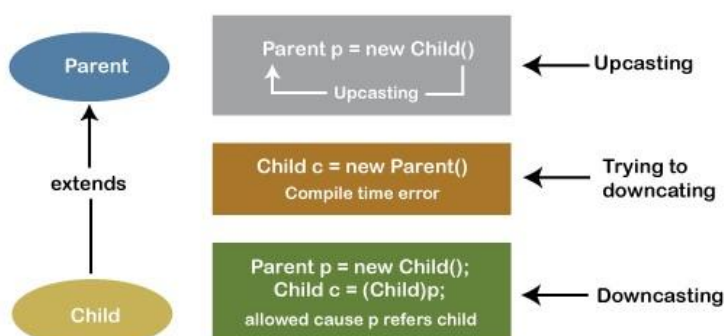 Parent
extends
Child
Parent p = new Child()
Upcasting
Upcasting
Child c = new Parent()
Compile time error
Trying to
downcating
Parent p = new Child();
Child c = (Child)p;
allowed cause p refers child
Downcasting